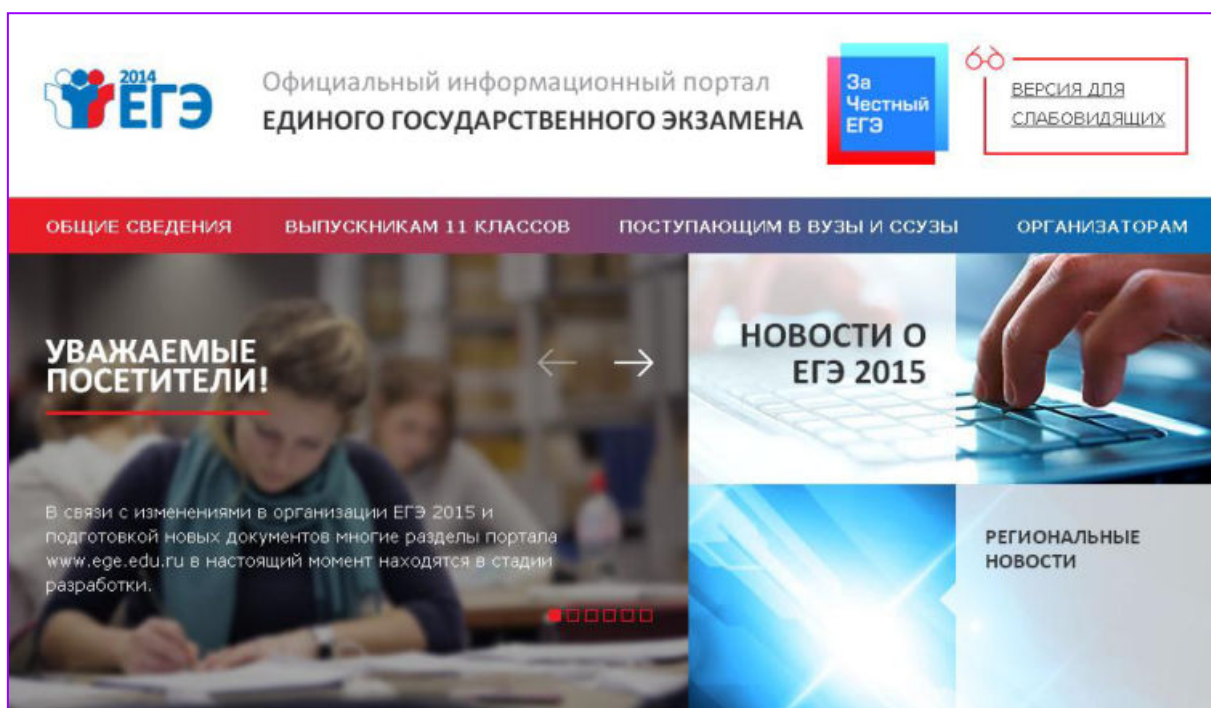 2014
ЕГЭ
Официальный информационный портал
ЕДИНОГО ГОСУДАРСТВЕННОГО ЭКЗАМЕНА
За
Честный
ЕГЭ
ВЕРСИЯ ДЛЯ
СЛАБОВИДЯЩИХ
ОБЩИЕ СВЕДЕНИЯ ВЫПУСКНИКАМ 11 КЛАССОВ ПОСТУПАЮЩИМ В ВУЗЫ И ССУЗЫ ОРГАНИЗАТОРАМ
УВАЖАЕМЫЕ
ПОСЕТИТЕЛИ!
В связи с изменениями в организации ЕГЭ 2015 и
подготовкой новых документов многие разделы портала
www.ege.edu.ru в настоящий момент находятся в стадии
разработки.
НОВОСТИ О
ЕГЭ 2015
РЕГИОНАЛЬНЫЕ
НОВОСТИ